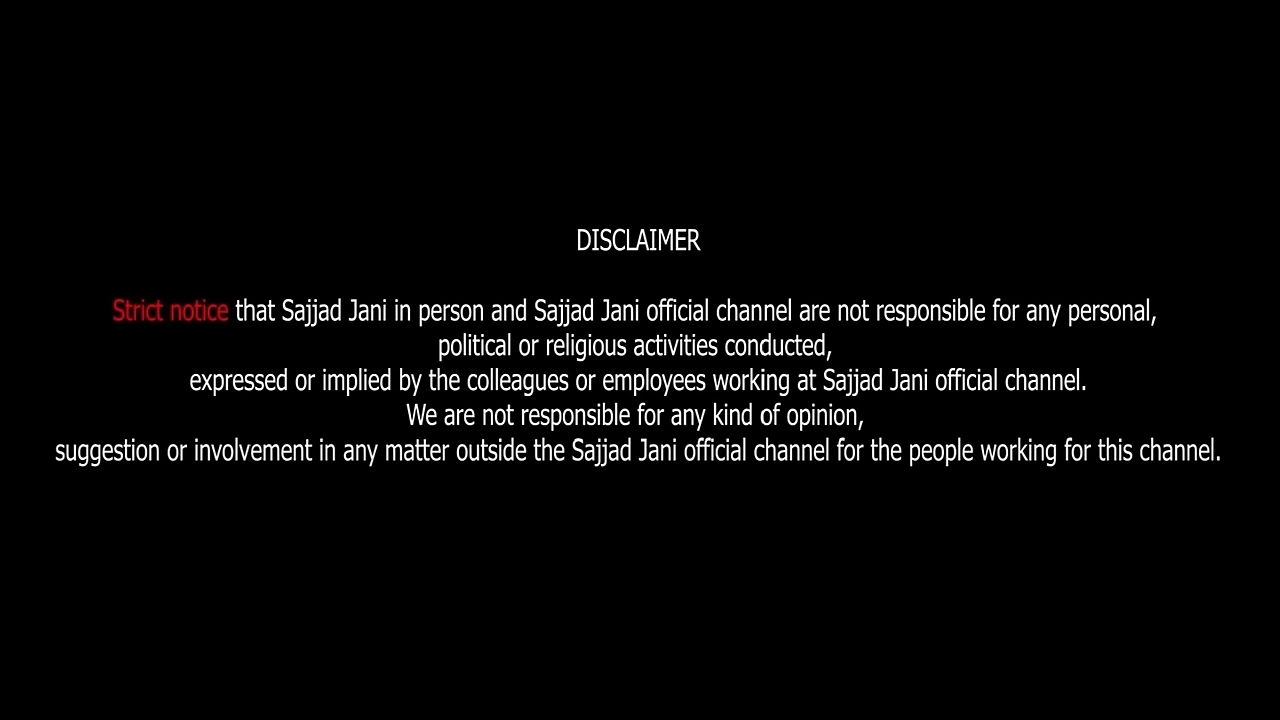 DISCLAIMER
Strict notice that Sajjad Jani in person and Sajjad Jani official channel are not responsible for any personal,
political or religious activities conducted,
expressed or implied by the colleagues or employees working at Sajjad Jani official channel.
We are not responsible for any kind of opinion,
suggestion or involvement in any matter outside the Sajjad Jani official channel for the people working for this channel.